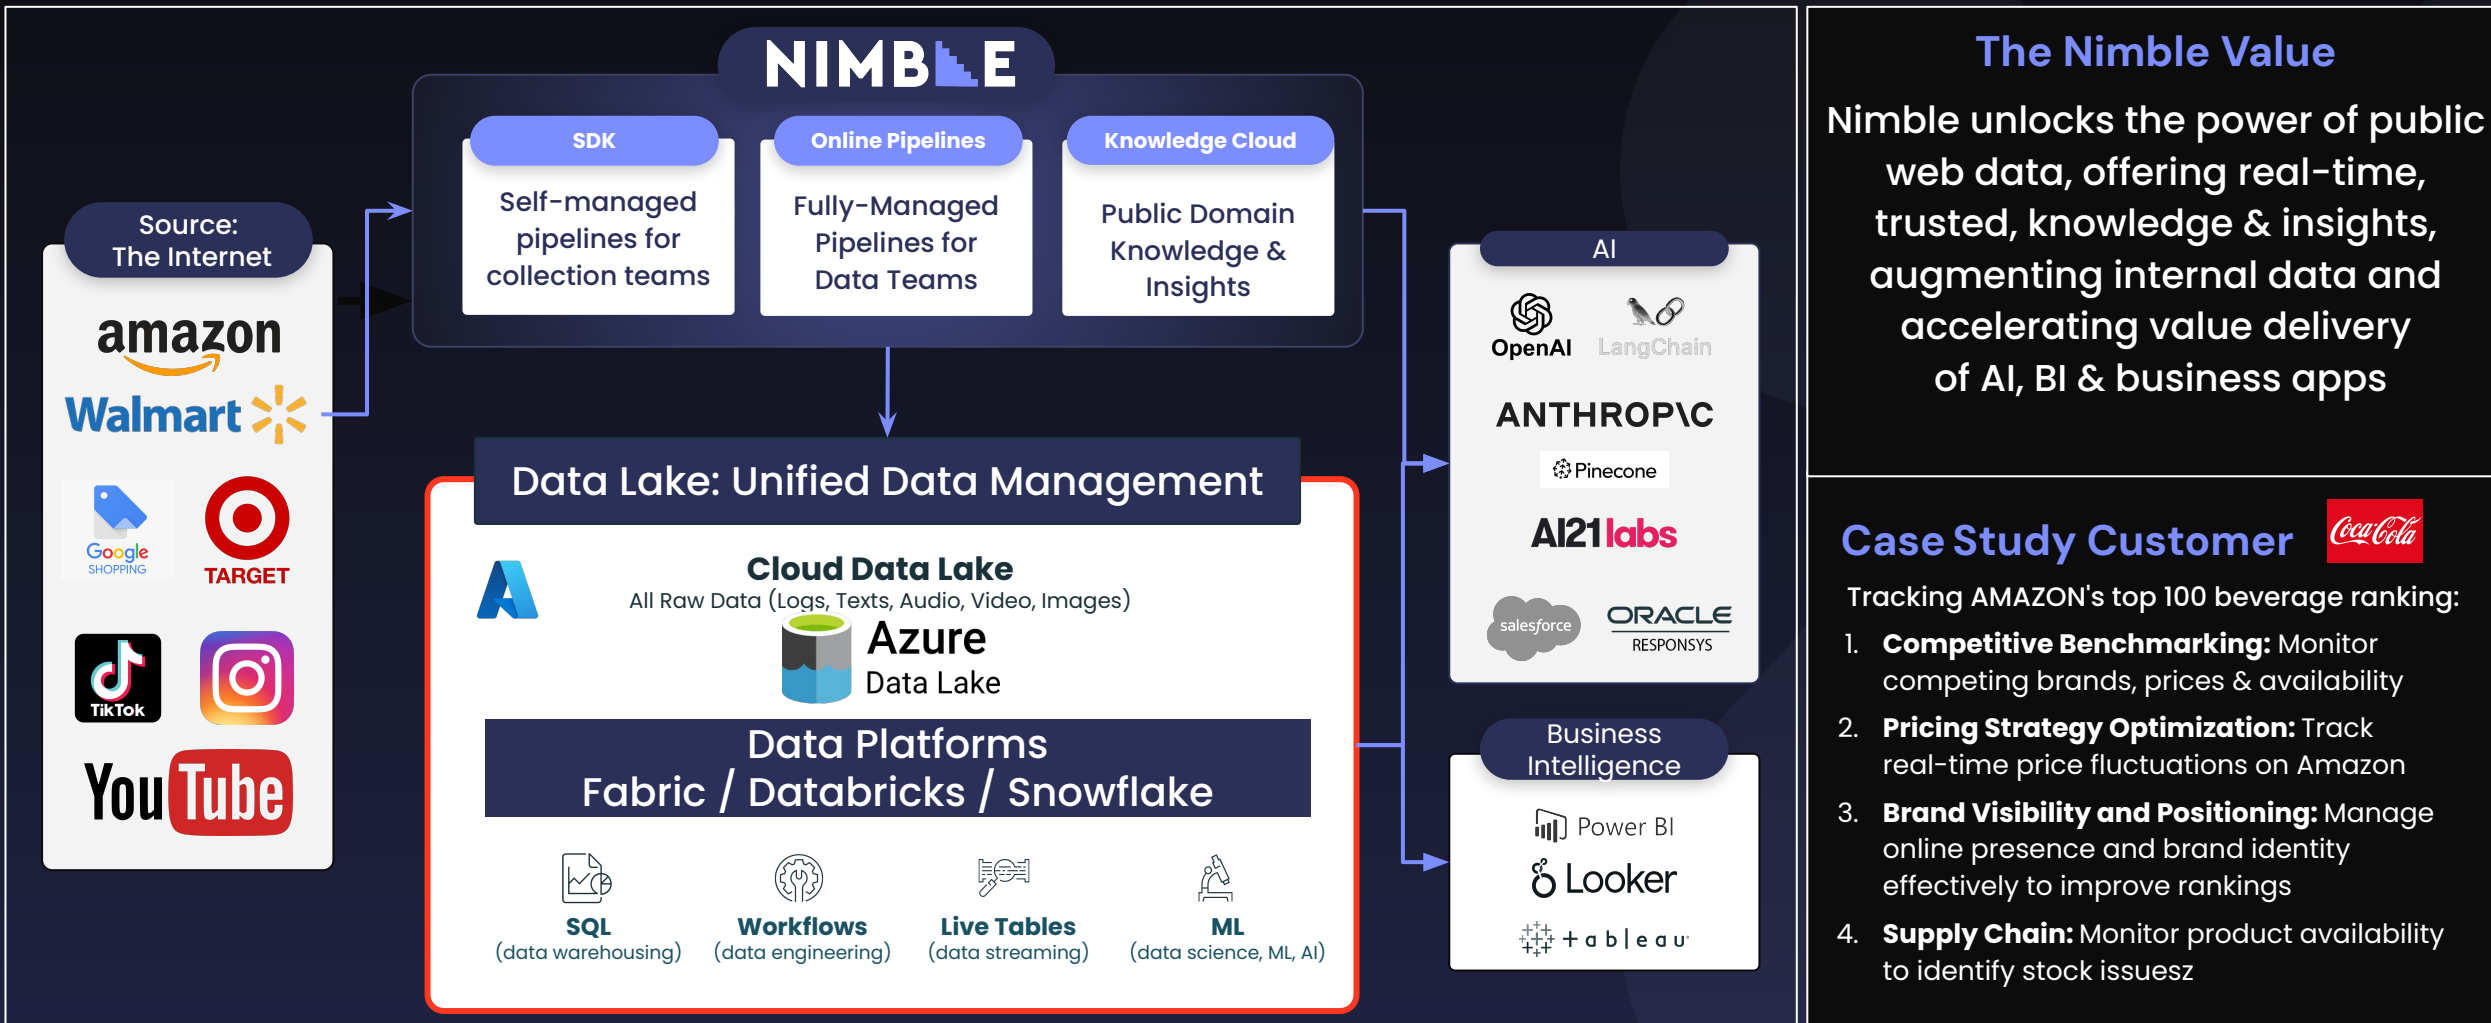 NIMBLE
SDK
Self-managed
pipelines for
collection teams
Online Pipelines
Fully-Managed
Pipelines for
Data Teams
Knowledge Cloud
Public Domain
Knowledge &
Insights
Source:
The Internet
amazon
Walmart
Google
SHOPPING
TARGET
TikTok
YouTube
Data Lake: Unified Data Management
Cloud Data Lake
All Raw Data (Logs, Texts, Audio, Video, Images)
Azure
Data Lake
Data Platforms
Fabric / Databricks / Snowflake
SQL
(data warehousing)
Workflows
(data engineering)
Live Tables
(data streaming)
ML
(data science, ML, AI)
AI
OpenAI
LangChain
ANTHROP\C
Pinecone
AI21labs
salesforce
ORACLE
RESPONSYS
Business
Intelligence
Power BI
Looker
+ableau
The Nimble Value
Nimble unlocks the power of public
web data, offering real-time,
trusted, knowledge & insights,
augmenting internal data and
accelerating value delivery
of AI, BI & business apps
Case Study Customer
Coca-Cola
Tracking AMAZON's top 100 beverage ranking:
1. Competitive Benchmarking: Monitor
competing brands, prices & availability
2. Pricing Strategy Optimization: Track
real-time price fluctuations on Amazon
3. Brand Visibility and Positioning: Manage
online presence and brand identity
effectively to improve rankings
4. Supply Chain: Monitor product availability
to identify stock issuesz